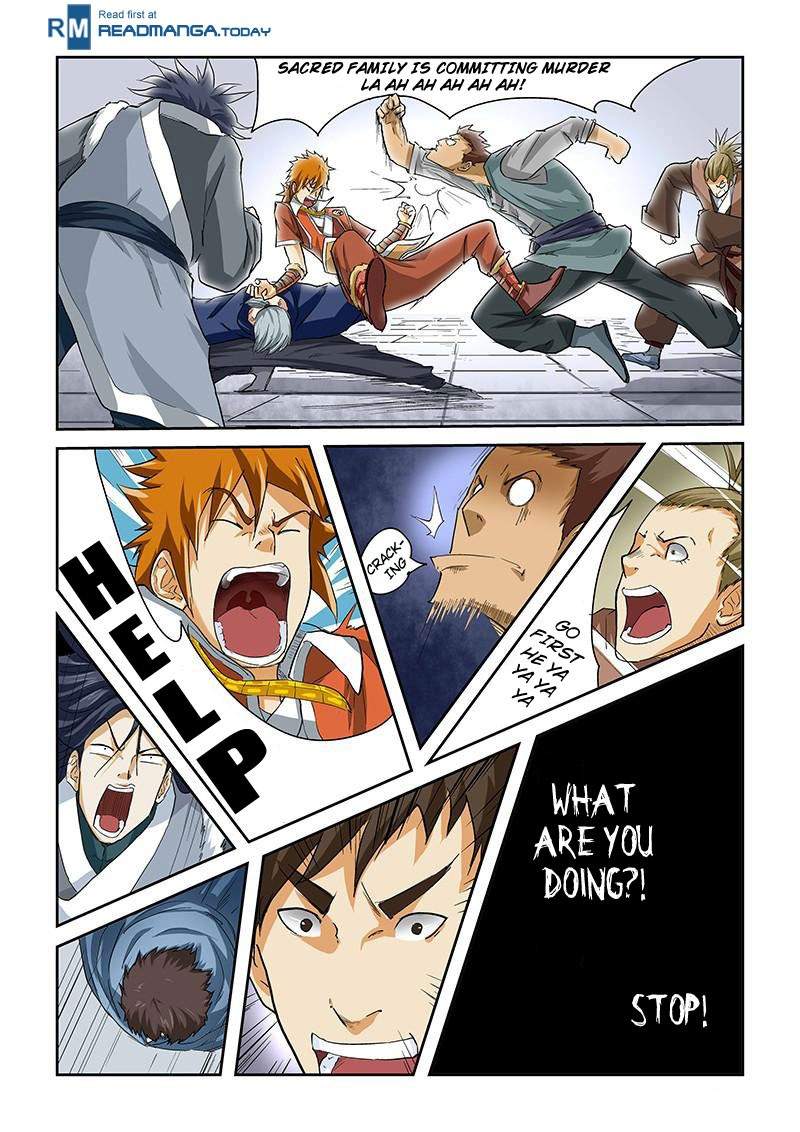 RM
Read first at
READMANGA.TODAY
SACRED FAMILY IS COMMITTING MURDER
LA AH AH AH AH AH!
HELP
CRACK-
ING
GO
FIRST
HE YA
YA YA
YA
WHAT
ARE YOU
DOING?!
STOP!